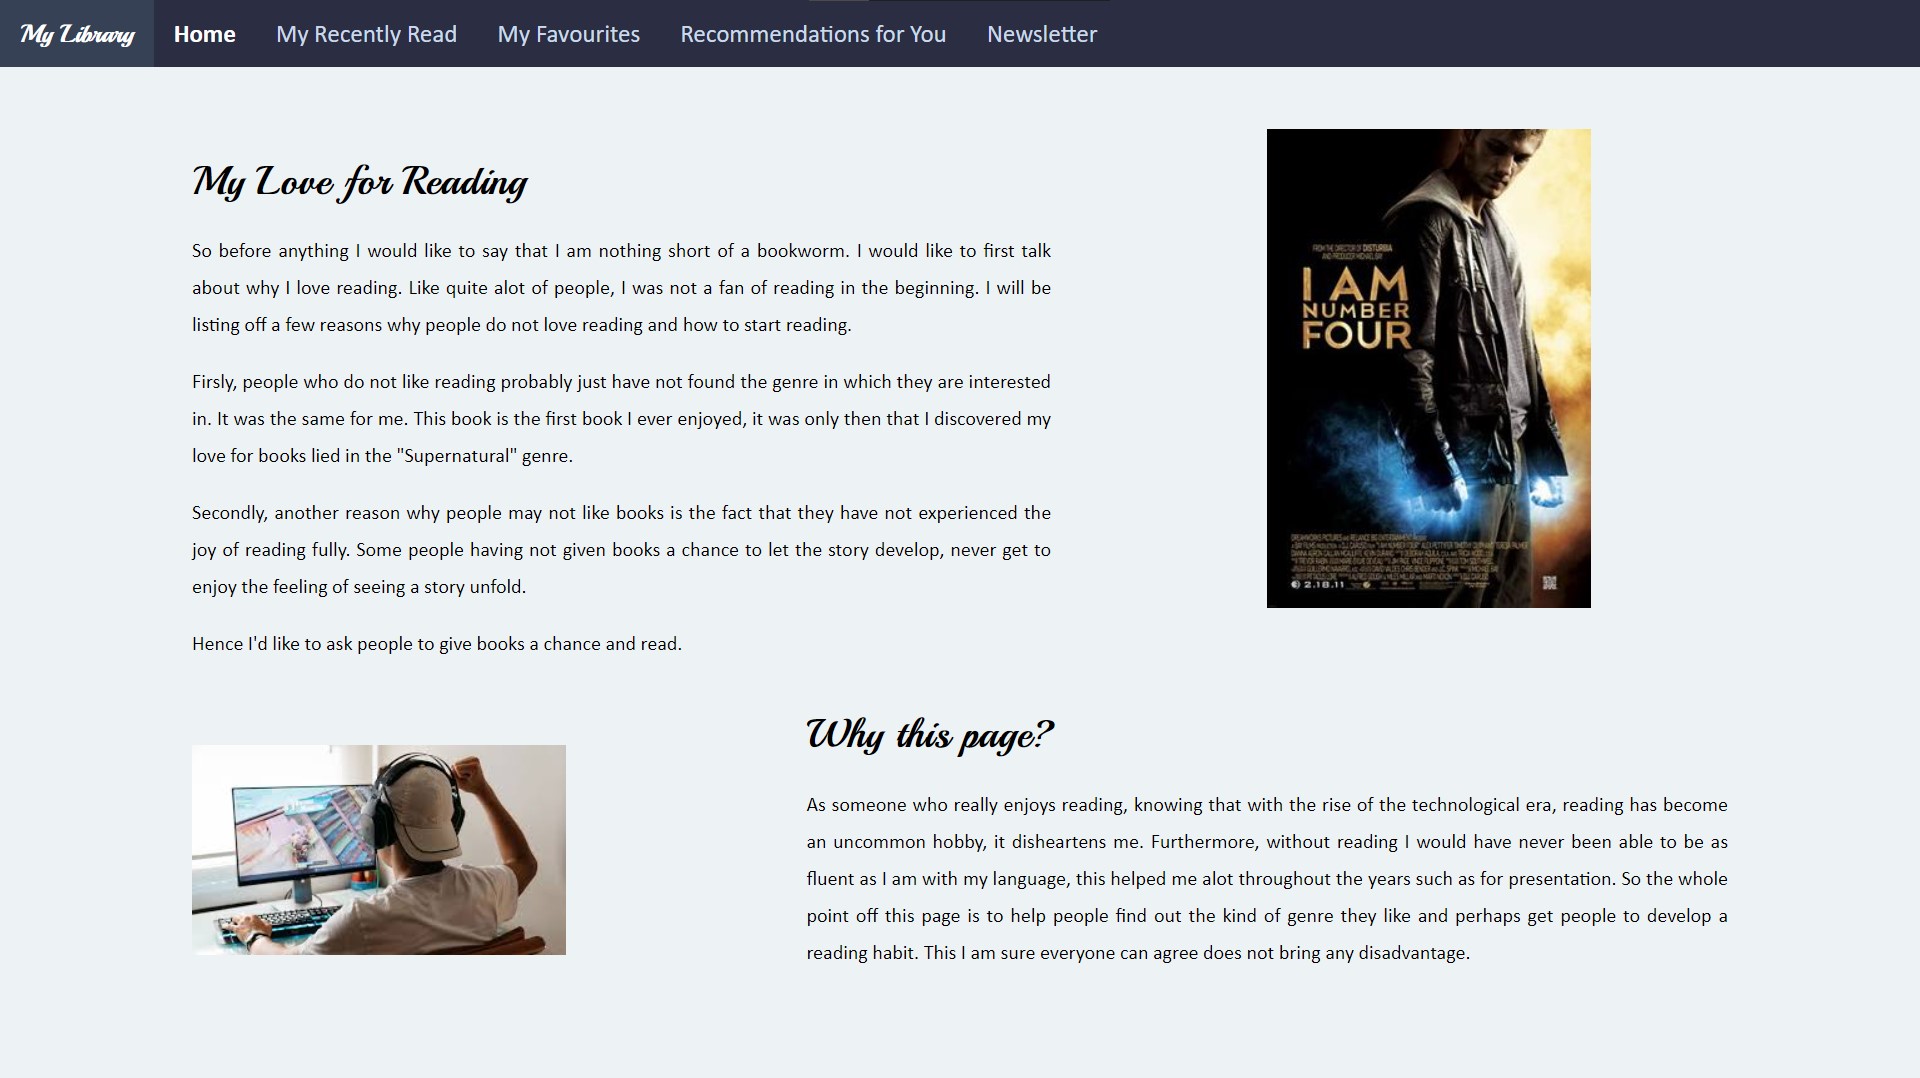 My Library Home My Recently Read My Favourites Recommendations for You Newsletter
My Love for Reading
So before anything I would like to say that I am nothing short of a bookworm. I would like to first talk
about why I love reading. Like quite alot of people, I was not a fan of reading in the beginning. I will be
listing off a few reasons why people do not love reading and how to start reading.
Firsly, people who do not like reading probably just have not found the genre in which they are interested
in. It was the same for me. This book is the first book I ever enjoyed, it was only then that I discovered my
love for books lied in the "Supernatural" genre.
Secondly, another reason why people may not like books is the fact that they have not experienced the
joy of reading fully. Some people having not given books a chance to let the story develop, never get to
enjoy the feeling of seeing a story unfold.
Hence I'd like to ask people to give books a chance and read.
FROM THE DIRECTOR OF DISTURBIA
AND PRODUCER MICHAEL BAY
I AM
NUMBER
FOUR
2.18.11
Why this page?
As someone who really enjoys reading, knowing that with the rise of the technological era, reading has become
an uncommon hobby, it disheartens me. Furthermore, without reading I would have never been able to be as
fluent as I am with my language, this helped me alot throughout the years such as for presentation. So the whole
point off this page is to help people find out the kind of genre they like and perhaps get people to develop a
reading habit. This I am sure everyone can agree does not bring any disadvantage.